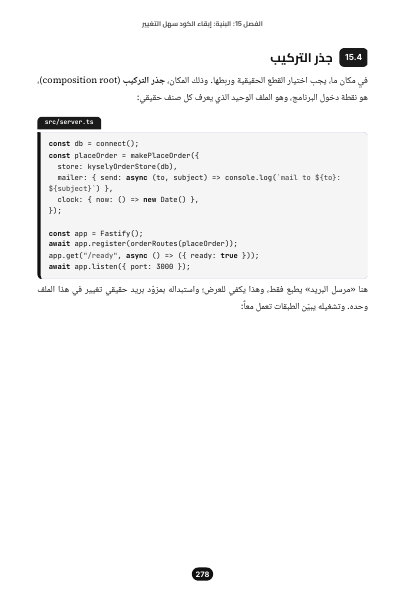 الفصل 15: البنية: إبقاء الكود سهل التغيير
15.4 جذر التركيب
في مكان ما، يجب اختيار القطع الحقيقية وربطها. وذلك المكان، جذر التركيب (composition root)،
هو نقطة دخول البرنامج، وهو الملف الوحيد الذي يعرف كل صنف حقيقي:
src/server.ts
const db = connect();
const placeOrder = makePlaceOrder({
  store: kyselyOrderStore(db),
  mailer: { send: async (to, subject) => console.log(`mail to ${to}:
${subject}`) },
  clock: { now: () => new Date() },
});
const app = Fastify();
await app.register(orderRoutes(placeOrder));
app.get("/ready", async () => ({ ready: true }));
await app.listen({ port: 3000 });
هنا «مرسل البريد» يطبع فقط، وهذا يكفي للعرض؛ واستبداله بمزوّد بريد حقيقي تغيير في هذا الملف
وحده. وتشغيله يبيّن الطبقات تعمل معاً:
278